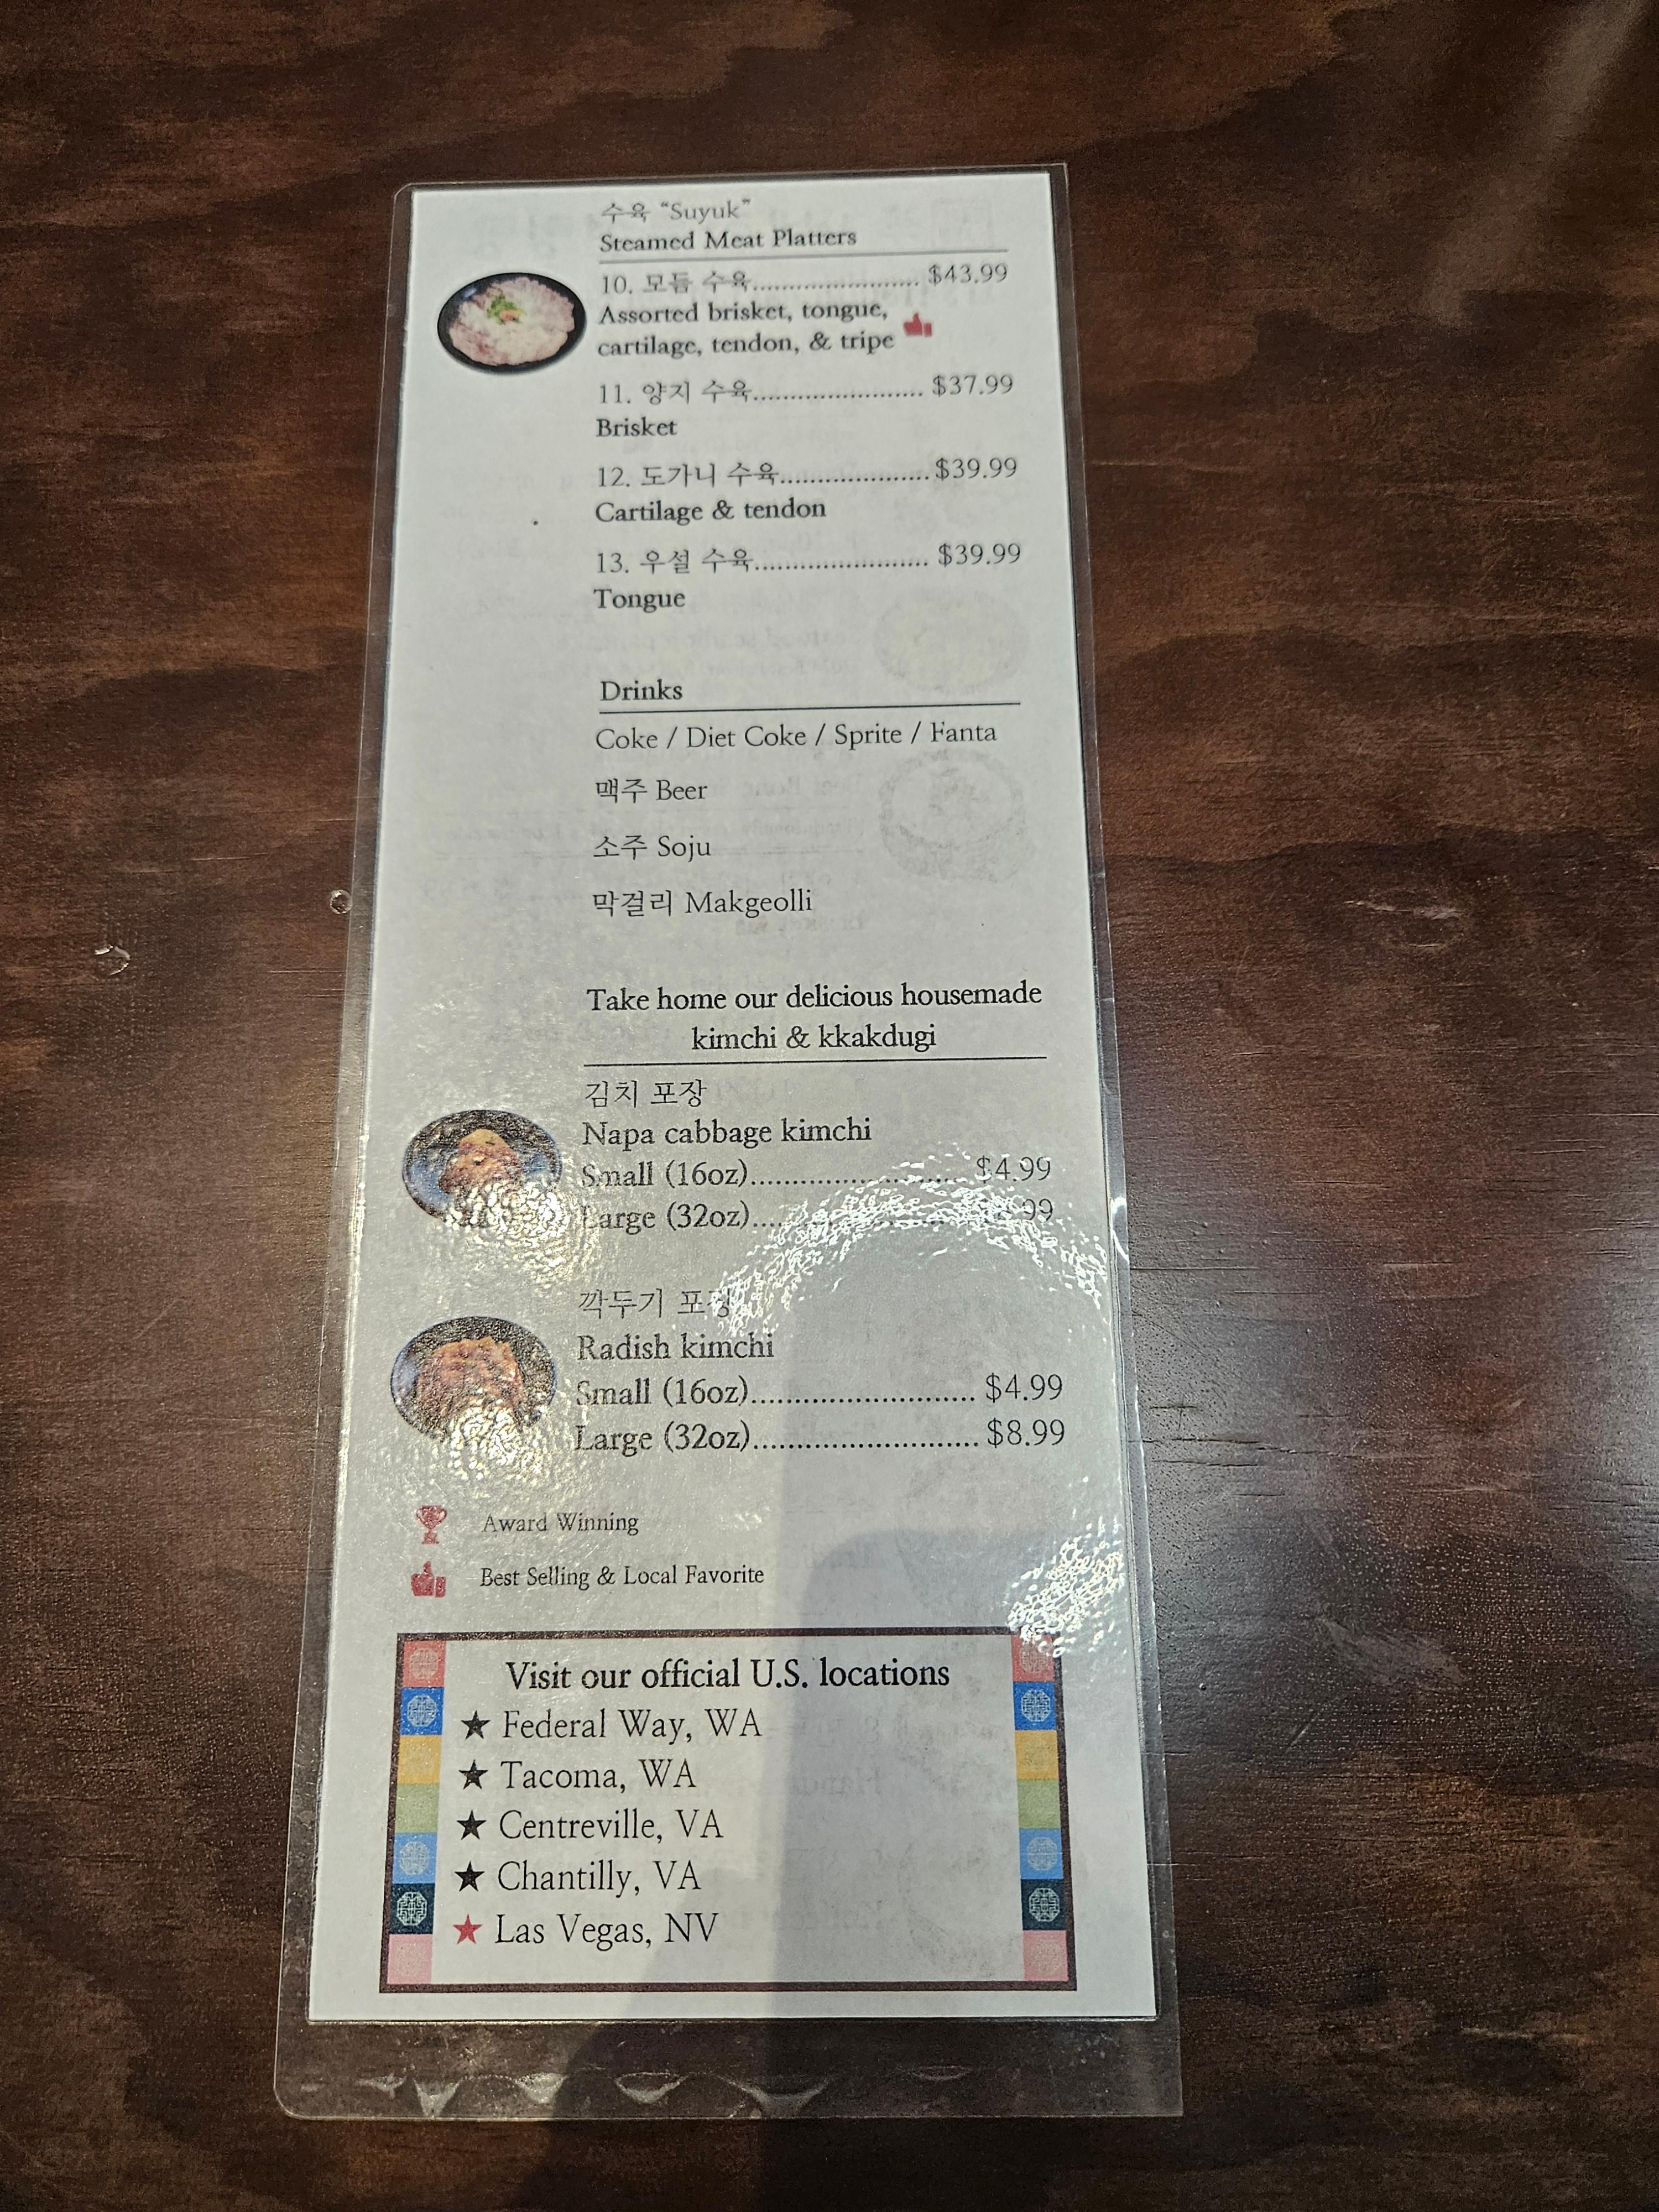 수육 “Suyuk”
Steamed Meat Platters
10. 모듬 수육...................... $43.99
Assorted brisket, tongue,
cartilage, tendon, & tripe
11. 양지 수육...................... $37.99
Brisket
12. 도가니 수육.................... $39.99
Cartilage & tendon
13. 우설 수육....................... $39.99
Tongue
Drinks
Coke / Diet Coke / Sprite / Fanta
맥주 Beer
소주 Soju
막걸리 Makgeolli
Take home our delicious housemade
kimchi & kkakdugi
김치 포장
Napa cabbage kimchi
Small (16oz)........................... $4.99
Large (32oz)...
깍두기 포장
Radish kimchi
Small (16oz)........................... $4.99
Large (32oz)........................... $8.99
Award Winning
Best Selling & Local Favorite
Visit our official U.S. locations
★ Federal Way, WA
★ Tacoma, WA
★ Centreville, VA
★ Chantilly, VA
★ Las Vegas, NV